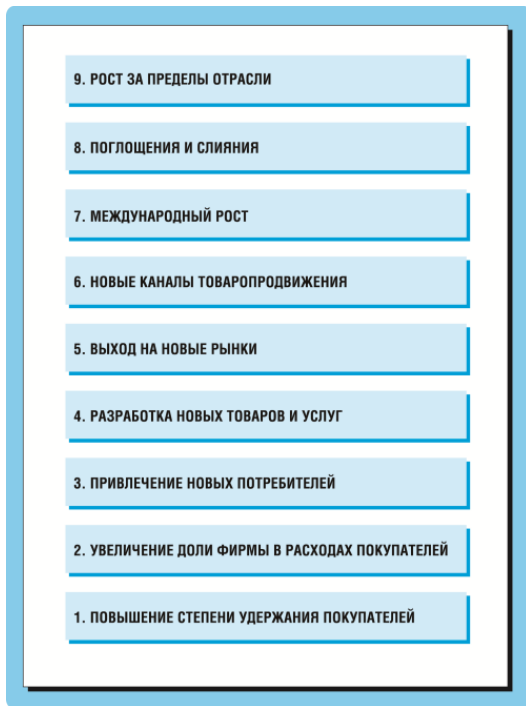 9. РОСТ ЗА ПРЕДЕЛЫ ОТРАСЛИ
8. ПОГЛОЩЕНИЯ И СЛИЯНИЯ
7. МЕЖДУНАРОДНЫЙ РОСТ
6. НОВЫЕ КАНАЛЫ ТОВАРОПРОДВИЖЕНИЯ
5. ВЫХОД НА НОВЫЕ РЫНКИ
4. РАЗРАБОТКА НОВЫХ ТОВАРОВ И УСЛУГ
3. ПРИВЛЕЧЕНИЕ НОВЫХ ПОТРЕБИТЕЛЕЙ
2. УВЕЛИЧЕНИЕ ДОЛИ ФИРМЫ В РАСХОДАХ ПОКУПАТЕЛЕЙ
1. ПОВЫШЕНИЕ СТЕПЕНИ УДЕРЖАНИЯ ПОКУПАТЕЛЕЙ